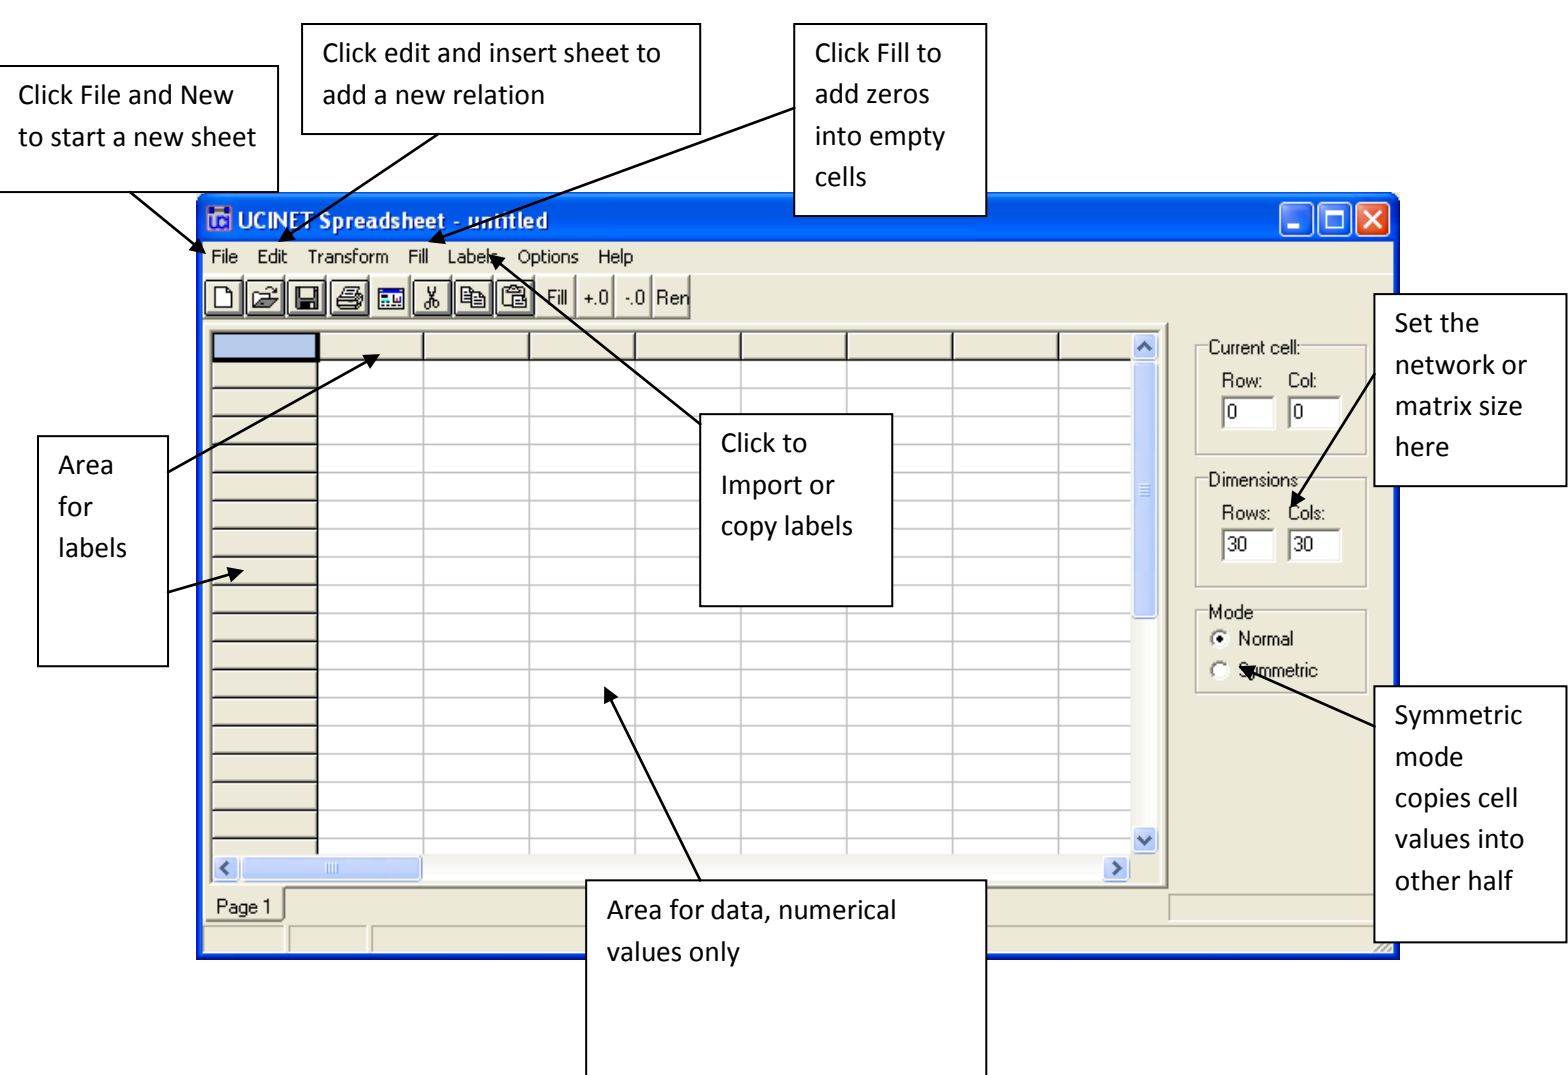 Click edit and insert sheet to
add a new relation
Click Fill to
add zeros
into empty
cells
Click File and New
to start a new sheet
UCINET Spreadsheet - untitled
File Edit Transform Fill Labels Options Help
Fill +.0 -.0 Ren
Set the
network or
matrix size
here
Current cell:
Row: Col:
0 0
Click to
Import or
copy labels
Area
for
labels
Dimensions
Rows: Cols:
30 30
Mode
Normal
Symmetric
Symmetric
mode
copies cell
values into
other half
Page 1
Area for data, numerical
values only